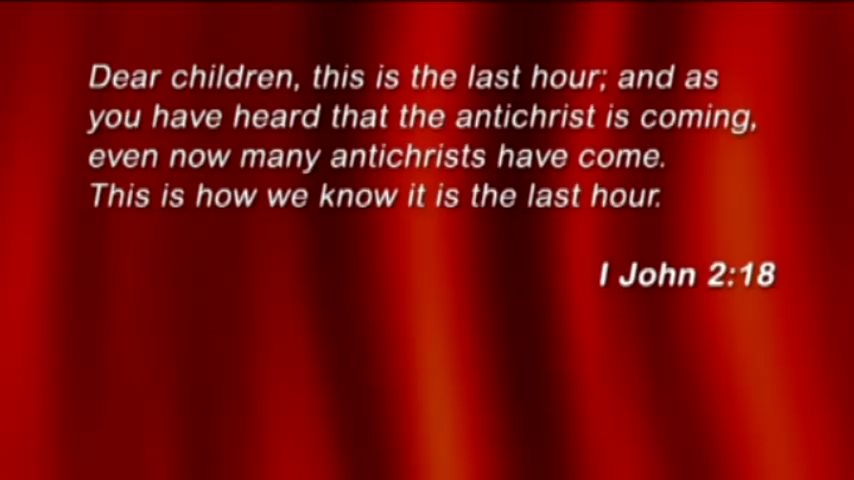 Dear children, this is the last hour; and as
you have heard that the antichrist is coming,
even now many antichrists have come.
This is how we know it is the last hour.
I John 2:18